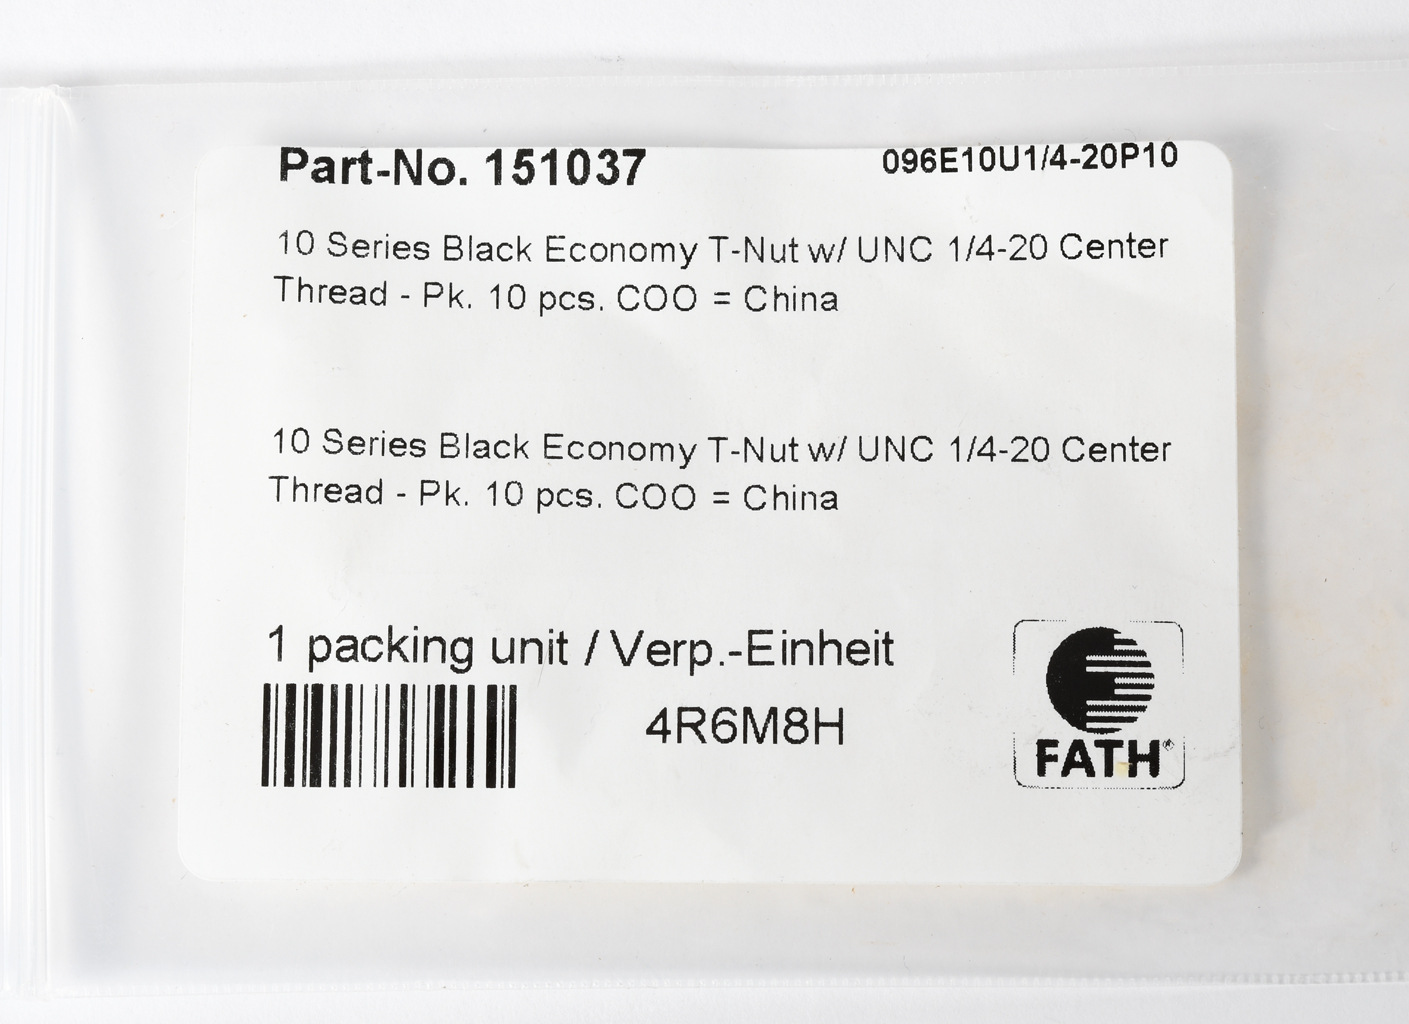 Part-No. 151037
096E10U1/4-20P10
10 Series Black Economy T-Nut w/ UNC 1/4-20 Center
Thread - Pk. 10 pcs. COO = China
10 Series Black Economy T-Nut w/ UNC 1/4-20 Center
Thread - Pk. 10 pcs. COO = China
1 packing unit / Verp.-Einheit
4R6M8H
FATH®